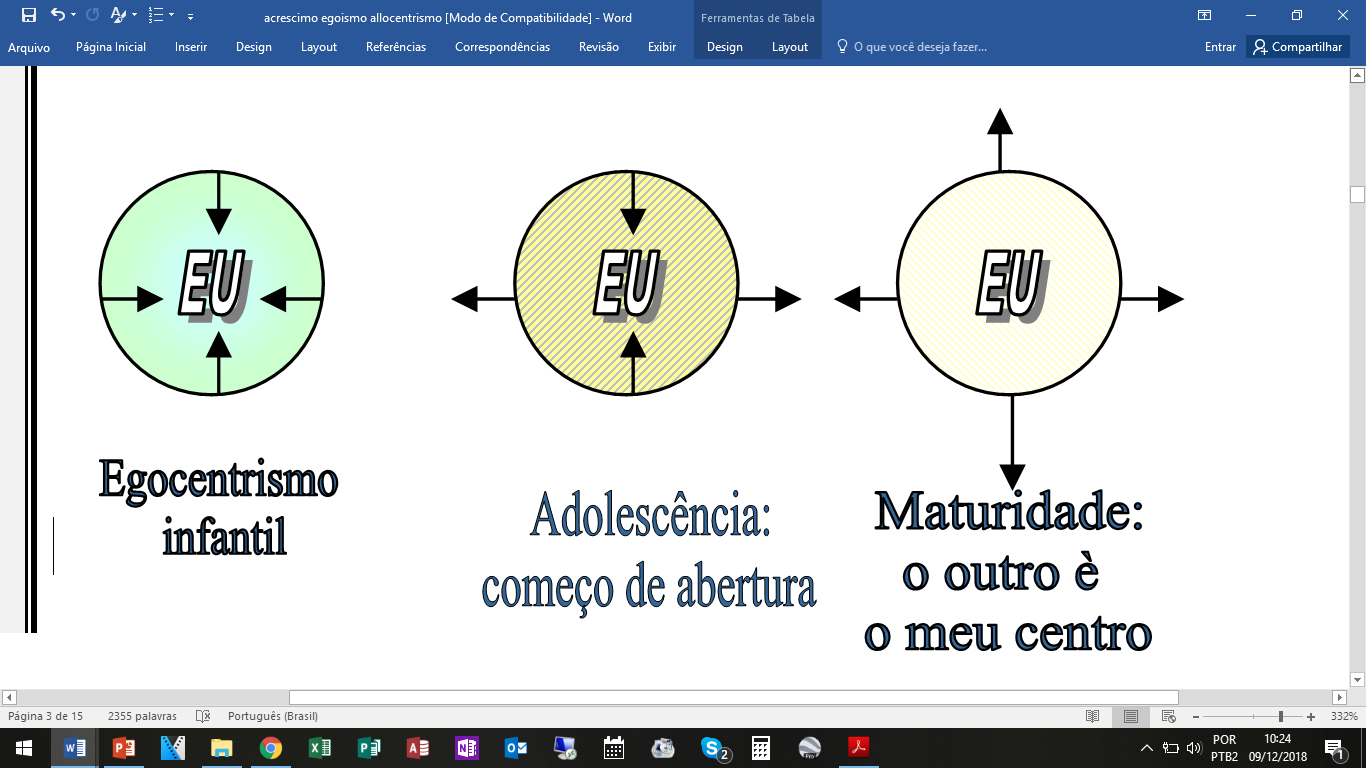 acrescimo egoismo allocentrismo [Modo de Compatibilidade] - Word
Ferramentas de Tabela
Arquivo Página Inicial Inserir Design Layout Referências Correspondências Revisão Exibir Design Layout O que você deseja fazer... Entrar Compartilhar
EU EU EU
Egocentrismo
infantil
Adolescência:
começo de abertura
Maturidade:
o outro è
o meu centro
Página 3 de 15 2355 palavras Português (Brasil) 332%
POR
PTB2
10:24
09/12/2018
2
1